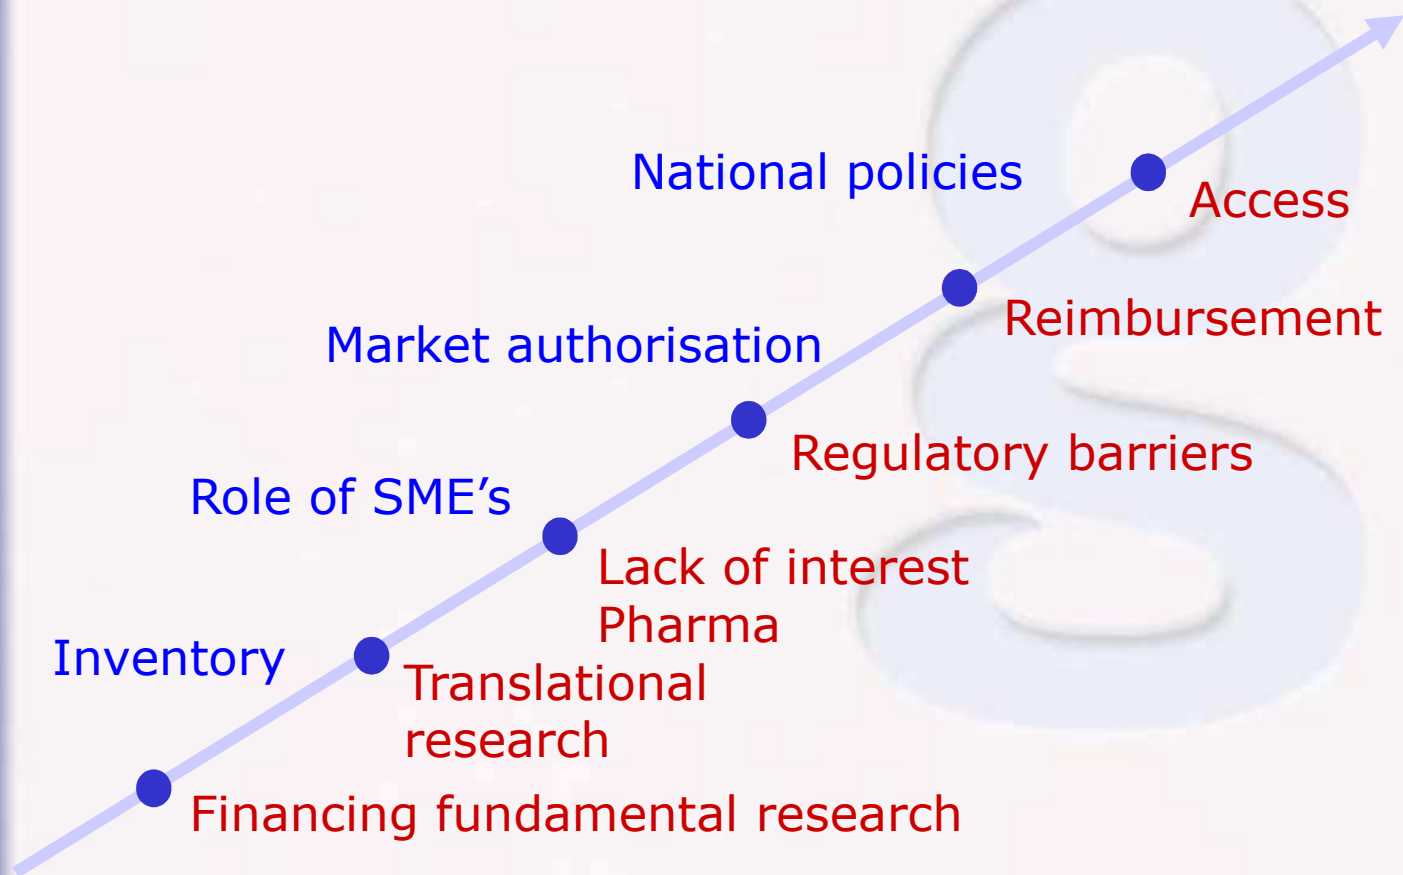 National policies
Access
Reimbursement
Market authorisation
Regulatory barriers
Role of SME’s
Lack of interest
Pharma
Inventory
Translational
research
Financing fundamental research